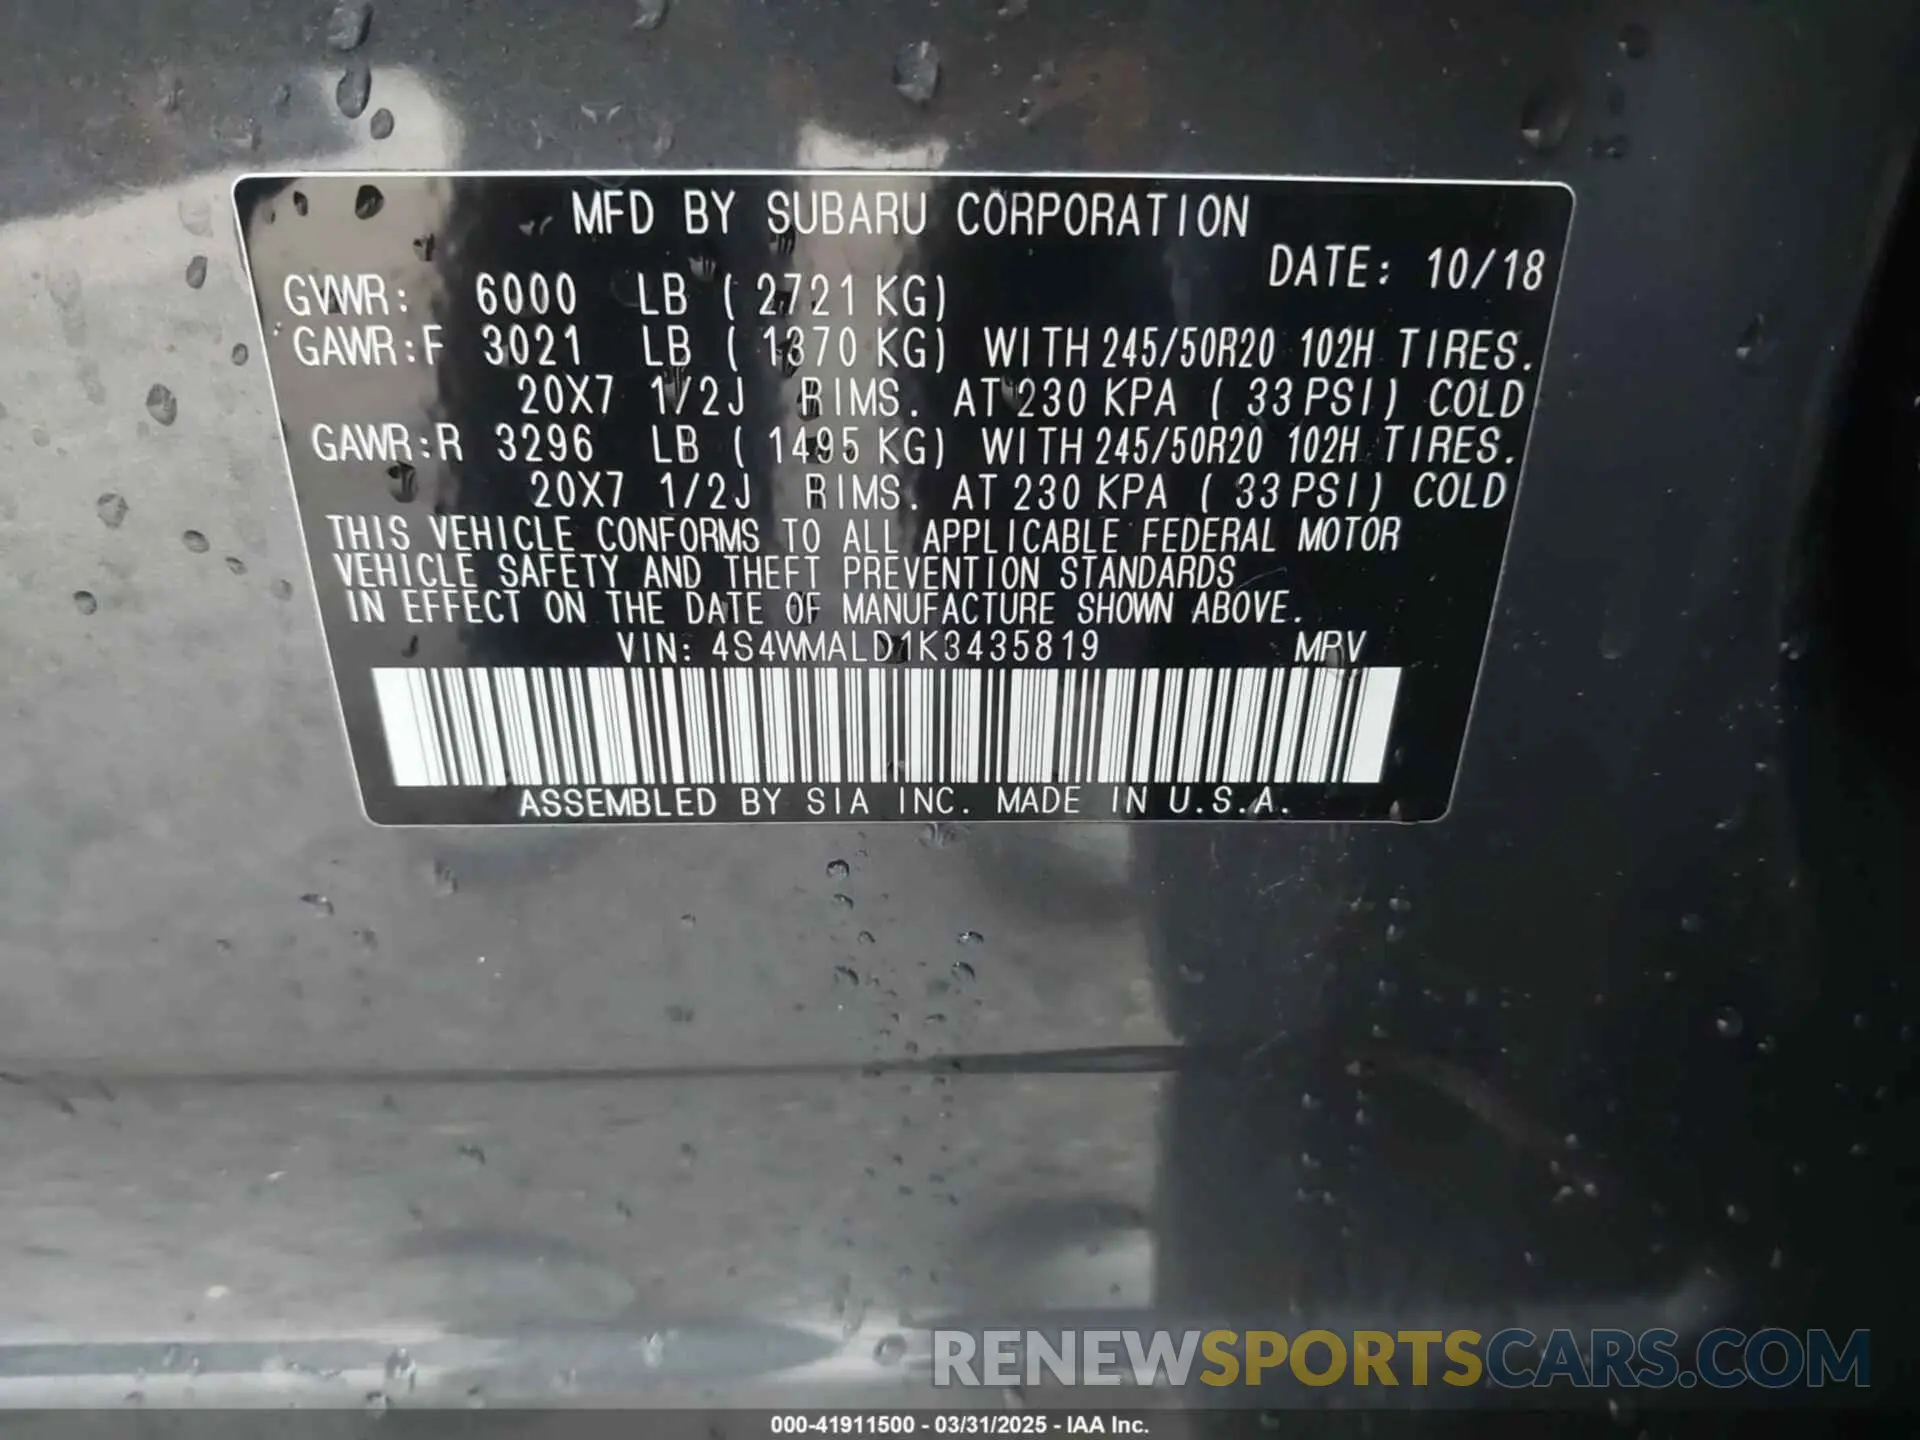 MFD BY SUBARU CORPORATION
DATE: 10/18
GVWR: 6000 LB ( 2721 KG)
GAWR:F 3021 LB ( 1370 KG) WITH 245/50R20 102H TIRES.
20X7 1/2J RIMS. AT 230 KPA ( 33 PSI) COLD
GAWR:R 3296 LB ( 1495 KG) WITH 245/50R20 102H TIRES.
20X7 1/2J RIMS. AT 230 KPA ( 33 PSI) COLD
THIS VEHICLE CONFORMS TO ALL APPLICABLE FEDERAL MOTOR
VEHICLE SAFETY AND THEFT PREVENTION STANDARDS
IN EFFECT ON THE DATE OF MANUFACTURE SHOWN ABOVE.
VIN: 4S4WMALD1K3435819 MPV
ASSEMBLED BY SIA INC. MADE IN U.S.A.
RENEWSPORTSCARS.COM
000-41911500 - 03/31/2025 - IAA Inc.